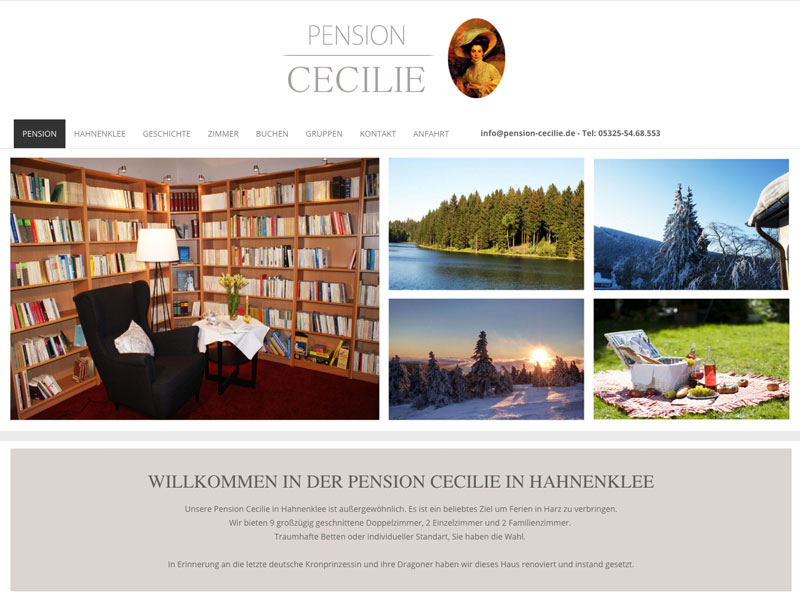 PENSION
CECILIE
PENSION HAHNENKLEE GESCHICHTE ZIMMER BUCHEN GRUPPEN KONTAKT ANFAHRT info@pension-cecilie.de - Tel: 05325-54.68.553
WILLKOMMEN IN DER PENSION CECILIE IN HAHNENKLEE
Unsere Pension Cecilie in Hahnenklee ist außergewöhnlich. Es ist ein beliebtes Ziel um Ferien in Harz zu verbringen.
Wir bieten 9 großzügig geschnittene Doppelzimmer, 2 Einzelzimmer und 2 Familienzimmer.
Traumhafte Betten oder individueller Standart, Sie haben die Wahl.
In Erinnerung an die letzte deutsche Kronprinzessin und ihre Dragoner haben wir dieses Haus renoviert und instand gesetzt.